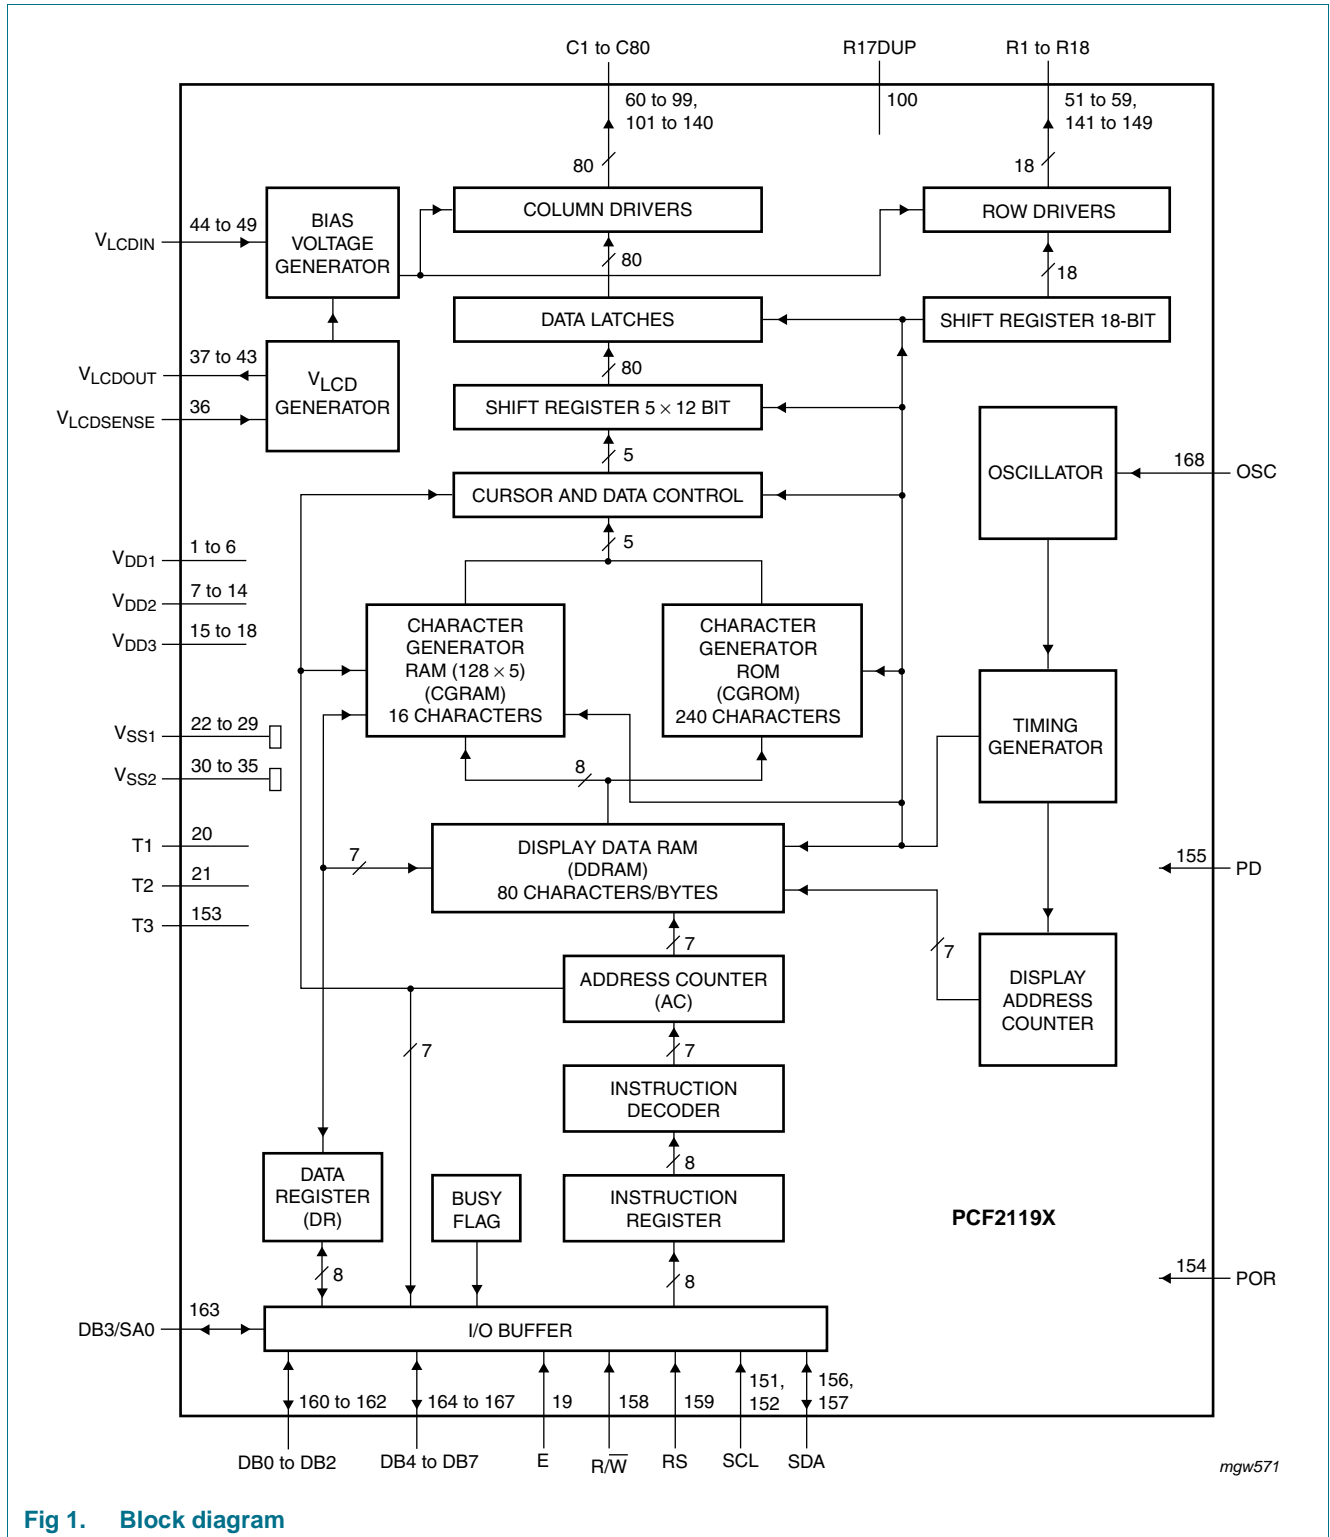 C1 to C80
R17DUP
R1 to R18
60 to 99,
101 to 140
100
51 to 59,
141 to 149
80
18
BIAS
VOLTAGE
GENERATOR
COLUMN DRIVERS
ROW DRIVERS
VLCDIN
44 to 49
80
18
DATA LATCHES
SHIFT REGISTER 18-BIT
VLCDOUT
37 to 43
VLCDSENSE
36
VLCD
GENERATOR
80
SHIFT REGISTER 5 × 12 BIT
5
OSCILLATOR
168
OSC
CURSOR AND DATA CONTROL
5
VDD1
1 to 6
VDD2
7 to 14
VDD3
15 to 18
CHARACTER
GENERATOR
RAM (128 × 5)
(CGRAM)
16 CHARACTERS
CHARACTER
GENERATOR
ROM
(CGROM)
240 CHARACTERS
TIMING
GENERATOR
VSS1
22 to 29
VSS2
30 to 35
8
T1
20
T2
21
T3
153
7
DISPLAY DATA RAM
(DDRAM)
80 CHARACTERS/BYTES
155
PD
7
7
ADDRESS COUNTER
(AC)
DISPLAY
ADDRESS
COUNTER
7
7
INSTRUCTION
DECODER
8
DATA
REGISTER
(DR)
BUSY
FLAG
INSTRUCTION
REGISTER
PCF2119X
8
8
154
POR
DB3/SA0
163
I/O BUFFER
160 to 162
164 to 167
19
158
159
151,
152
156,
157
DB0 to DB2
DB4 to DB7
E
R/W̅
RS
SCL
SDA
mgw571
Fig 1. Block diagram